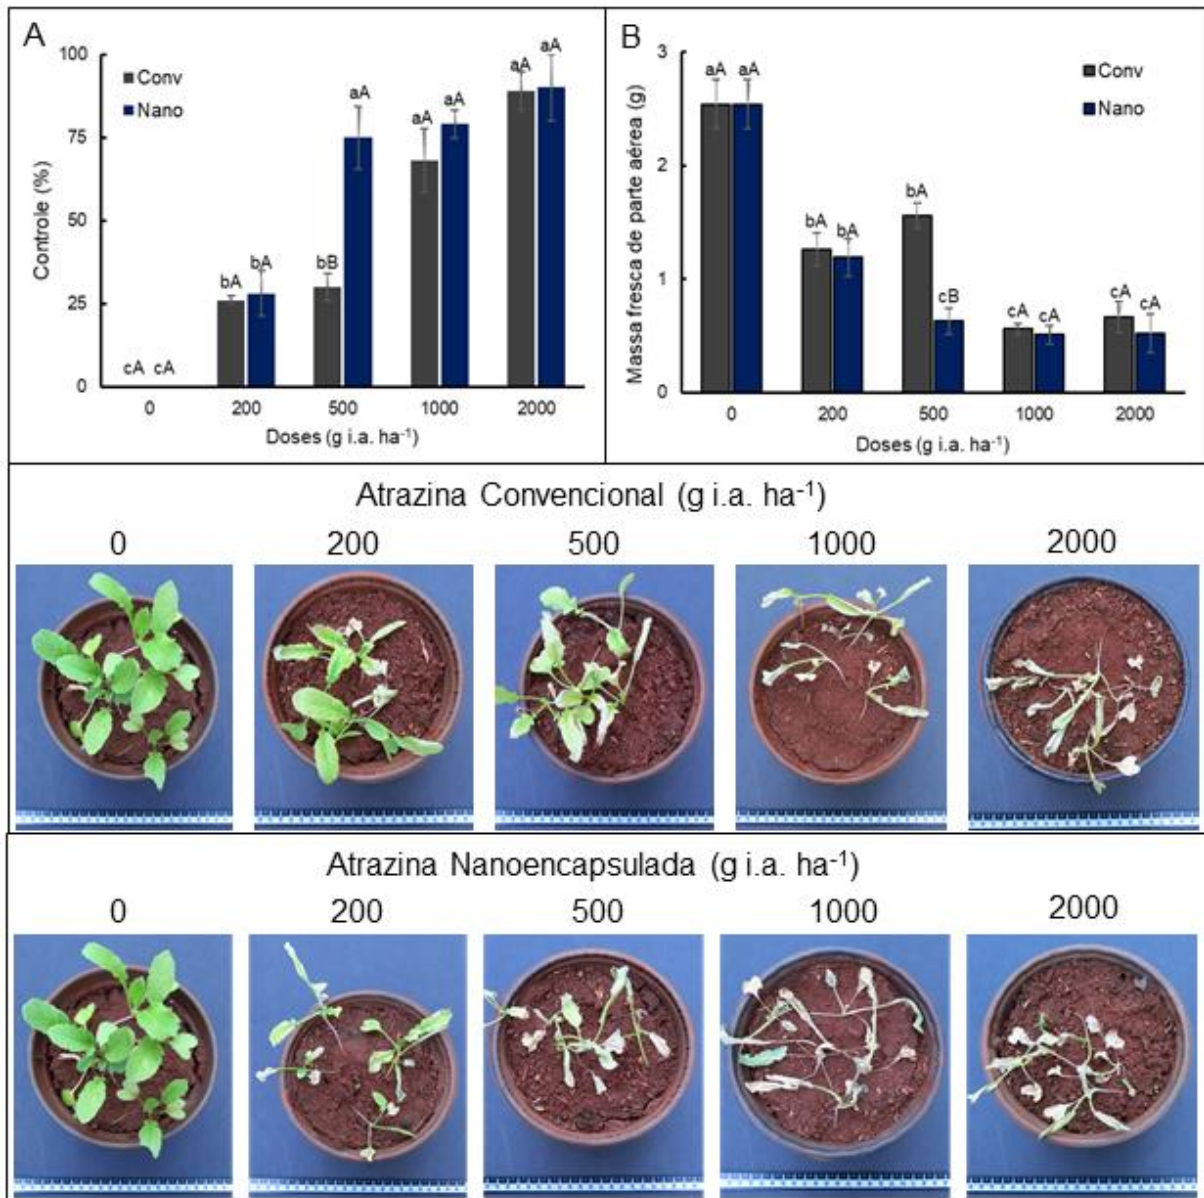 A
100
75
50
25
0
Controle (%)
Conv
Nano
cA cA
bA bA
bB aA
aA aA
aA aA
0 200 500 1000 2000
Doses (g i.a. ha⁻¹)
B
3
2
1
0
Massa fresca de parte aérea (g)
Conv
Nano
aA aA
bA bA
bA cB
cA cA
cA cA
0 200 500 1000 2000
Doses (g i.a. ha⁻¹)
Atrazina Convencional (g i.a. ha⁻¹)
0 200 500 1000 2000
Atrazina Nanoencapsulada (g i.a. ha⁻¹)
0 200 500 1000 2000